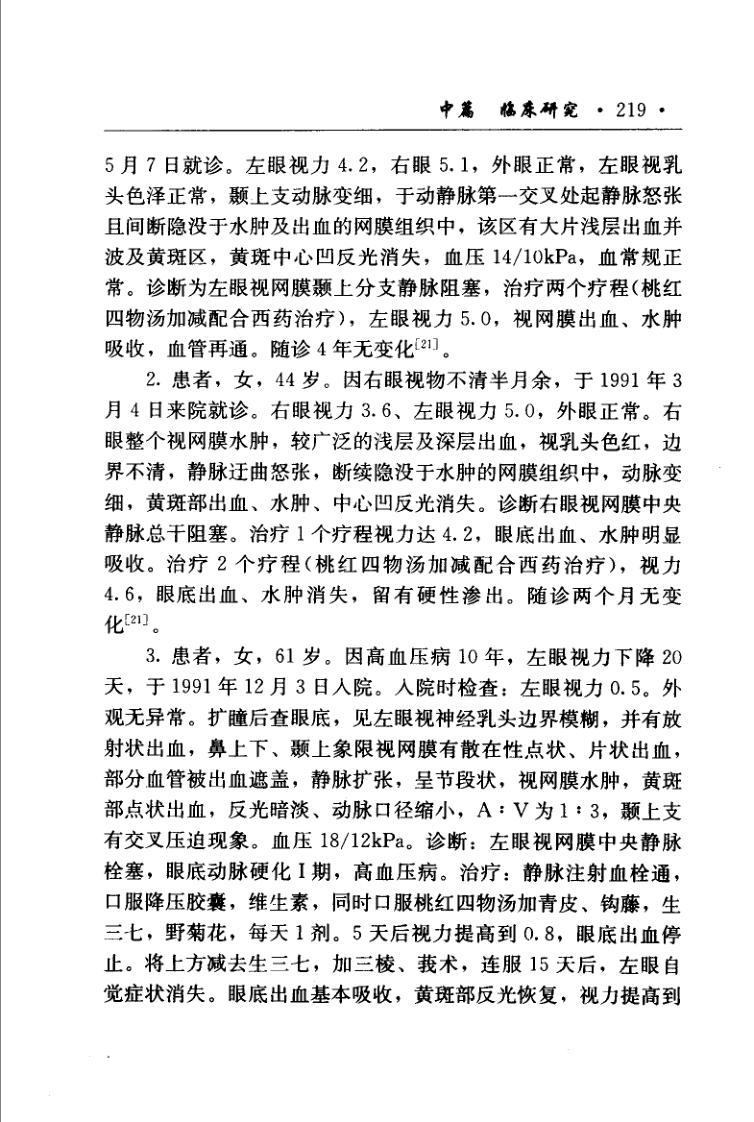 中篇 临床研究 · 219 ·
5月7日就诊。左眼视力4.2，右眼5.1，外眼正常，左眼视乳
头色泽正常，颞上支动脉变细，于动静脉第一交叉处起静脉怒张
且间断隐没于水肿及出血的网膜组织中，该区有大片浅层出血并
波及黄斑区，黄斑中心凹反光消失，血压14/10kPa，血常规正
常。诊断为左眼视网膜颞上分支静脉阻塞，治疗两个疗程（桃红
四物汤加减配合西药治疗），左眼视力5.0，视网膜出血、水肿
吸收，血管再通。随诊4年无变化[21]。
2. 患者，女，44岁。因右眼视物不清半月余，于1991年3
月4日来院就诊。右眼视力3.6、左眼视力5.0，外眼正常。右
眼整个视网膜水肿，较广泛的浅层及深层出血，视乳头色红，边
界不清，静脉迂曲怒张，断续隐没于水肿的网膜组织中，动脉变
细，黄斑部出血、水肿、中心凹反光消失。诊断右眼视网膜中央
静脉总干阻塞。治疗1个疗程视力达4.2，眼底出血、水肿明显
吸收。治疗2个疗程（桃红四物汤加减配合西药治疗），视力
4.6，眼底出血、水肿消失，留有硬性渗出。随诊两个月无变
化[21]。
3. 患者，女，61岁。因高血压病10年，左眼视力下降20
天，于1991年12月3日入院。入院时检查：左眼视力0.5。外
观无异常。扩瞳后查眼底，见左眼视神经乳头边界模糊，并有放
射状出血，鼻上下、颞上象限视网膜有散在性点状、片状出血，
部分血管被出血遮盖，静脉扩张，呈节段状，视网膜水肿，黄斑
部点状出血，反光暗淡、动脉口径缩小，A：V为1：3，颞上支
有交叉压迫现象。血压18/12kPa。诊断：左眼视网膜中央静脉
栓塞，眼底动脉硬化Ⅰ期，高血压病。治疗：静脉注射血栓通，
口服降压胶囊，维生素，同时口服桃红四物汤加青皮、钩藤，生
三七，野菊花，每天1剂。5天后视力提高到0.8，眼底出血停
止。将上方减去生三七，加三棱、莪术，连服15天后，左眼自
觉症状消失。眼底出血基本吸收，黄斑部反光恢复，视力提高到